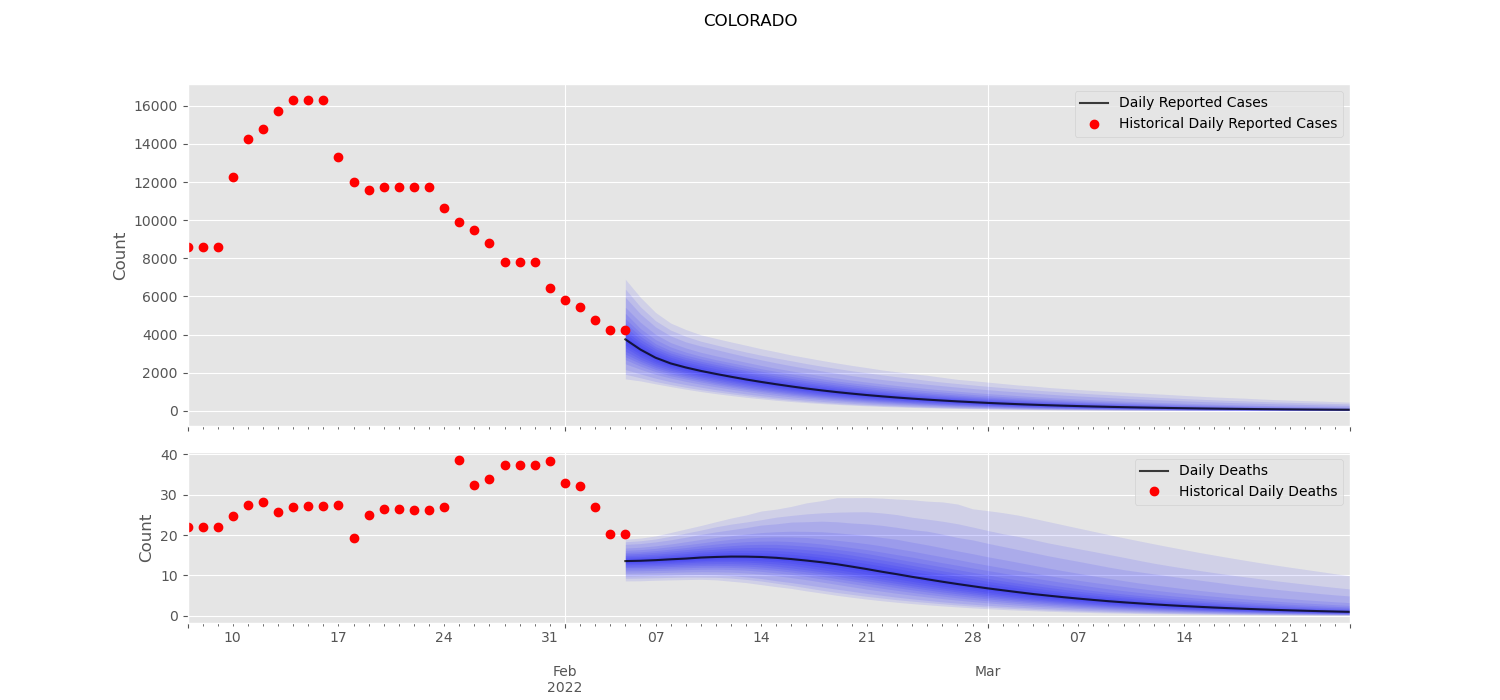 COLORADO
16000
14000
12000
10000
8000
6000
4000
2000
0
Count
Daily Reported Cases
Historical Daily Reported Cases
40
30
20
10
0
Count
Daily Deaths
Historical Daily Deaths
10 17 24 31 07 14 21 28 07 14 21
Feb Mar
2022